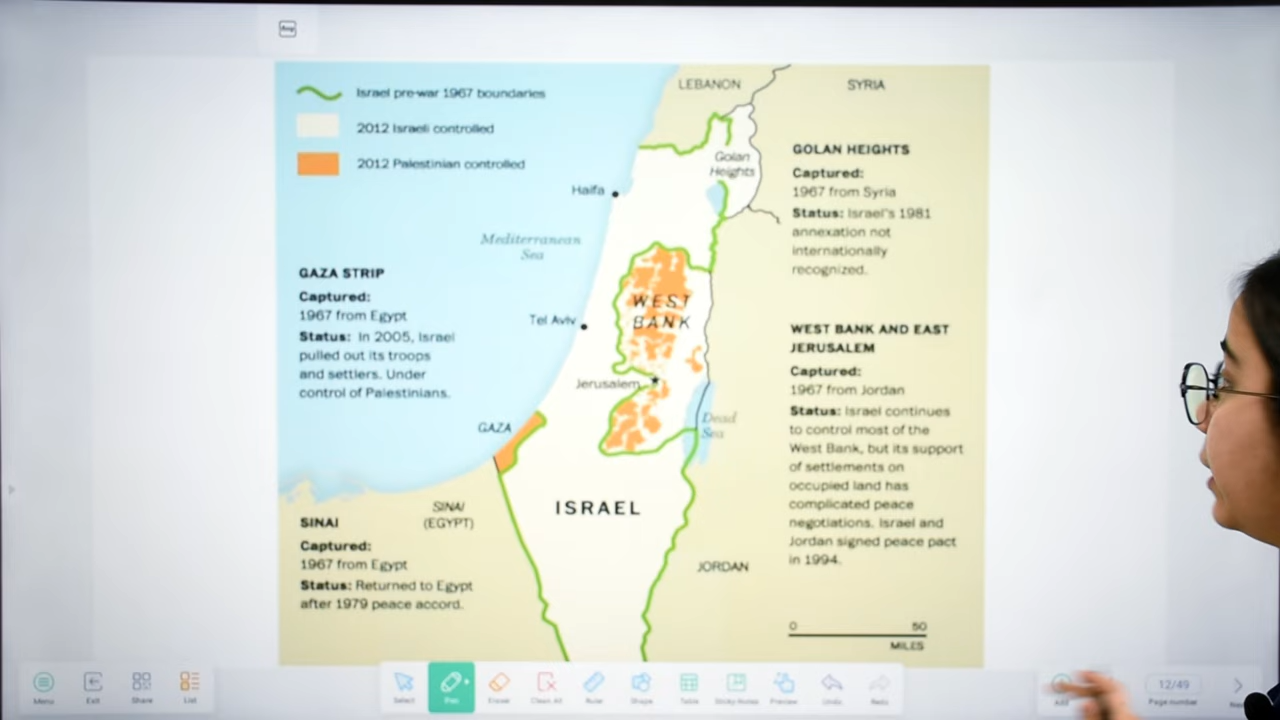 Israel pre-war 1967 boundaries
2012 Israeli controlled
2012 Palestinian controlled
LEBANON
SYRIA
Golan
Heights
Haifa
Mediterranean
Sea
WEST
BANK
Tel Aviv
Jerusalem
Dead
Sea
GAZA
ISRAEL
SINAI
(EGYPT)
JORDAN
GAZA STRIP
Captured:
1967 from Egypt
Status: In 2005, Israel
pulled out its troops
and settlers. Under
control of Palestinians.
SINAI
Captured:
1967 from Egypt
Status: Returned to Egypt
after 1979 peace accord.
GOLAN HEIGHTS
Captured:
1967 from Syria
Status: Israel's 1981
annexation not
internationally
recognized.
WEST BANK AND EAST
JERUSALEM
Captured:
1967 from Jordan
Status: Israel continues
to control most of the
West Bank, but its support
of settlements on
occupied land has
complicated peace
negotiations. Israel and
Jordan signed peace pact
in 1994.
0 50
MILES
Menu Exit Share List
Select Pen Eraser Clean All Ruler Shape Table Sticky Notes Preview Undo Redo
Add
12/49
Page number